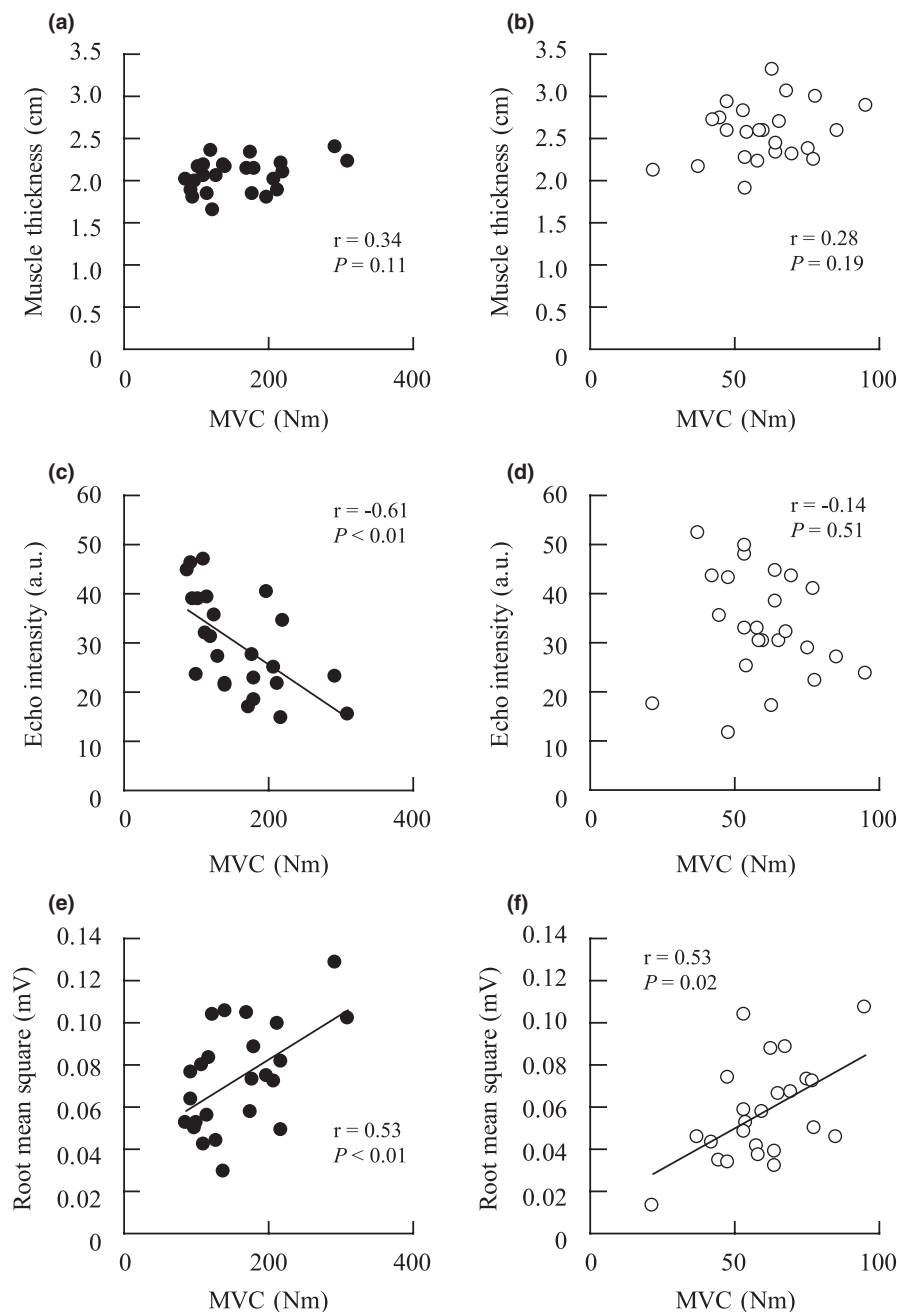 (a)
Muscle thickness (cm)
3.5
3.0
2.5
2.0
1.5
1.0
0.5
0
r = 0.34
P = 0.11
0 200 400
MVC (Nm)
(b)
Muscle thickness (cm)
3.5
3.0
2.5
2.0
1.5
1.0
0.5
0
r = 0.28
P = 0.19
0 50 100
MVC (Nm)
(c)
Echo intensity (a.u.)
60
50
40
30
20
10
0
r = -0.61
P < 0.01
0 200 400
MVC (Nm)
(d)
Echo intensity (a.u.)
60
50
40
30
20
10
0
r = -0.14
P = 0.51
0 50 100
MVC (Nm)
(e)
Root mean square (mV)
0.14
0.12
0.10
0.08
0.06
0.04
0.02
0
r = 0.53
P < 0.01
0 200 400
MVC (Nm)
(f)
Root mean square (mV)
0.14
0.12
0.10
0.08
0.06
0.04
0.02
0
r = 0.53
P = 0.02
0 50 100
MVC (Nm)